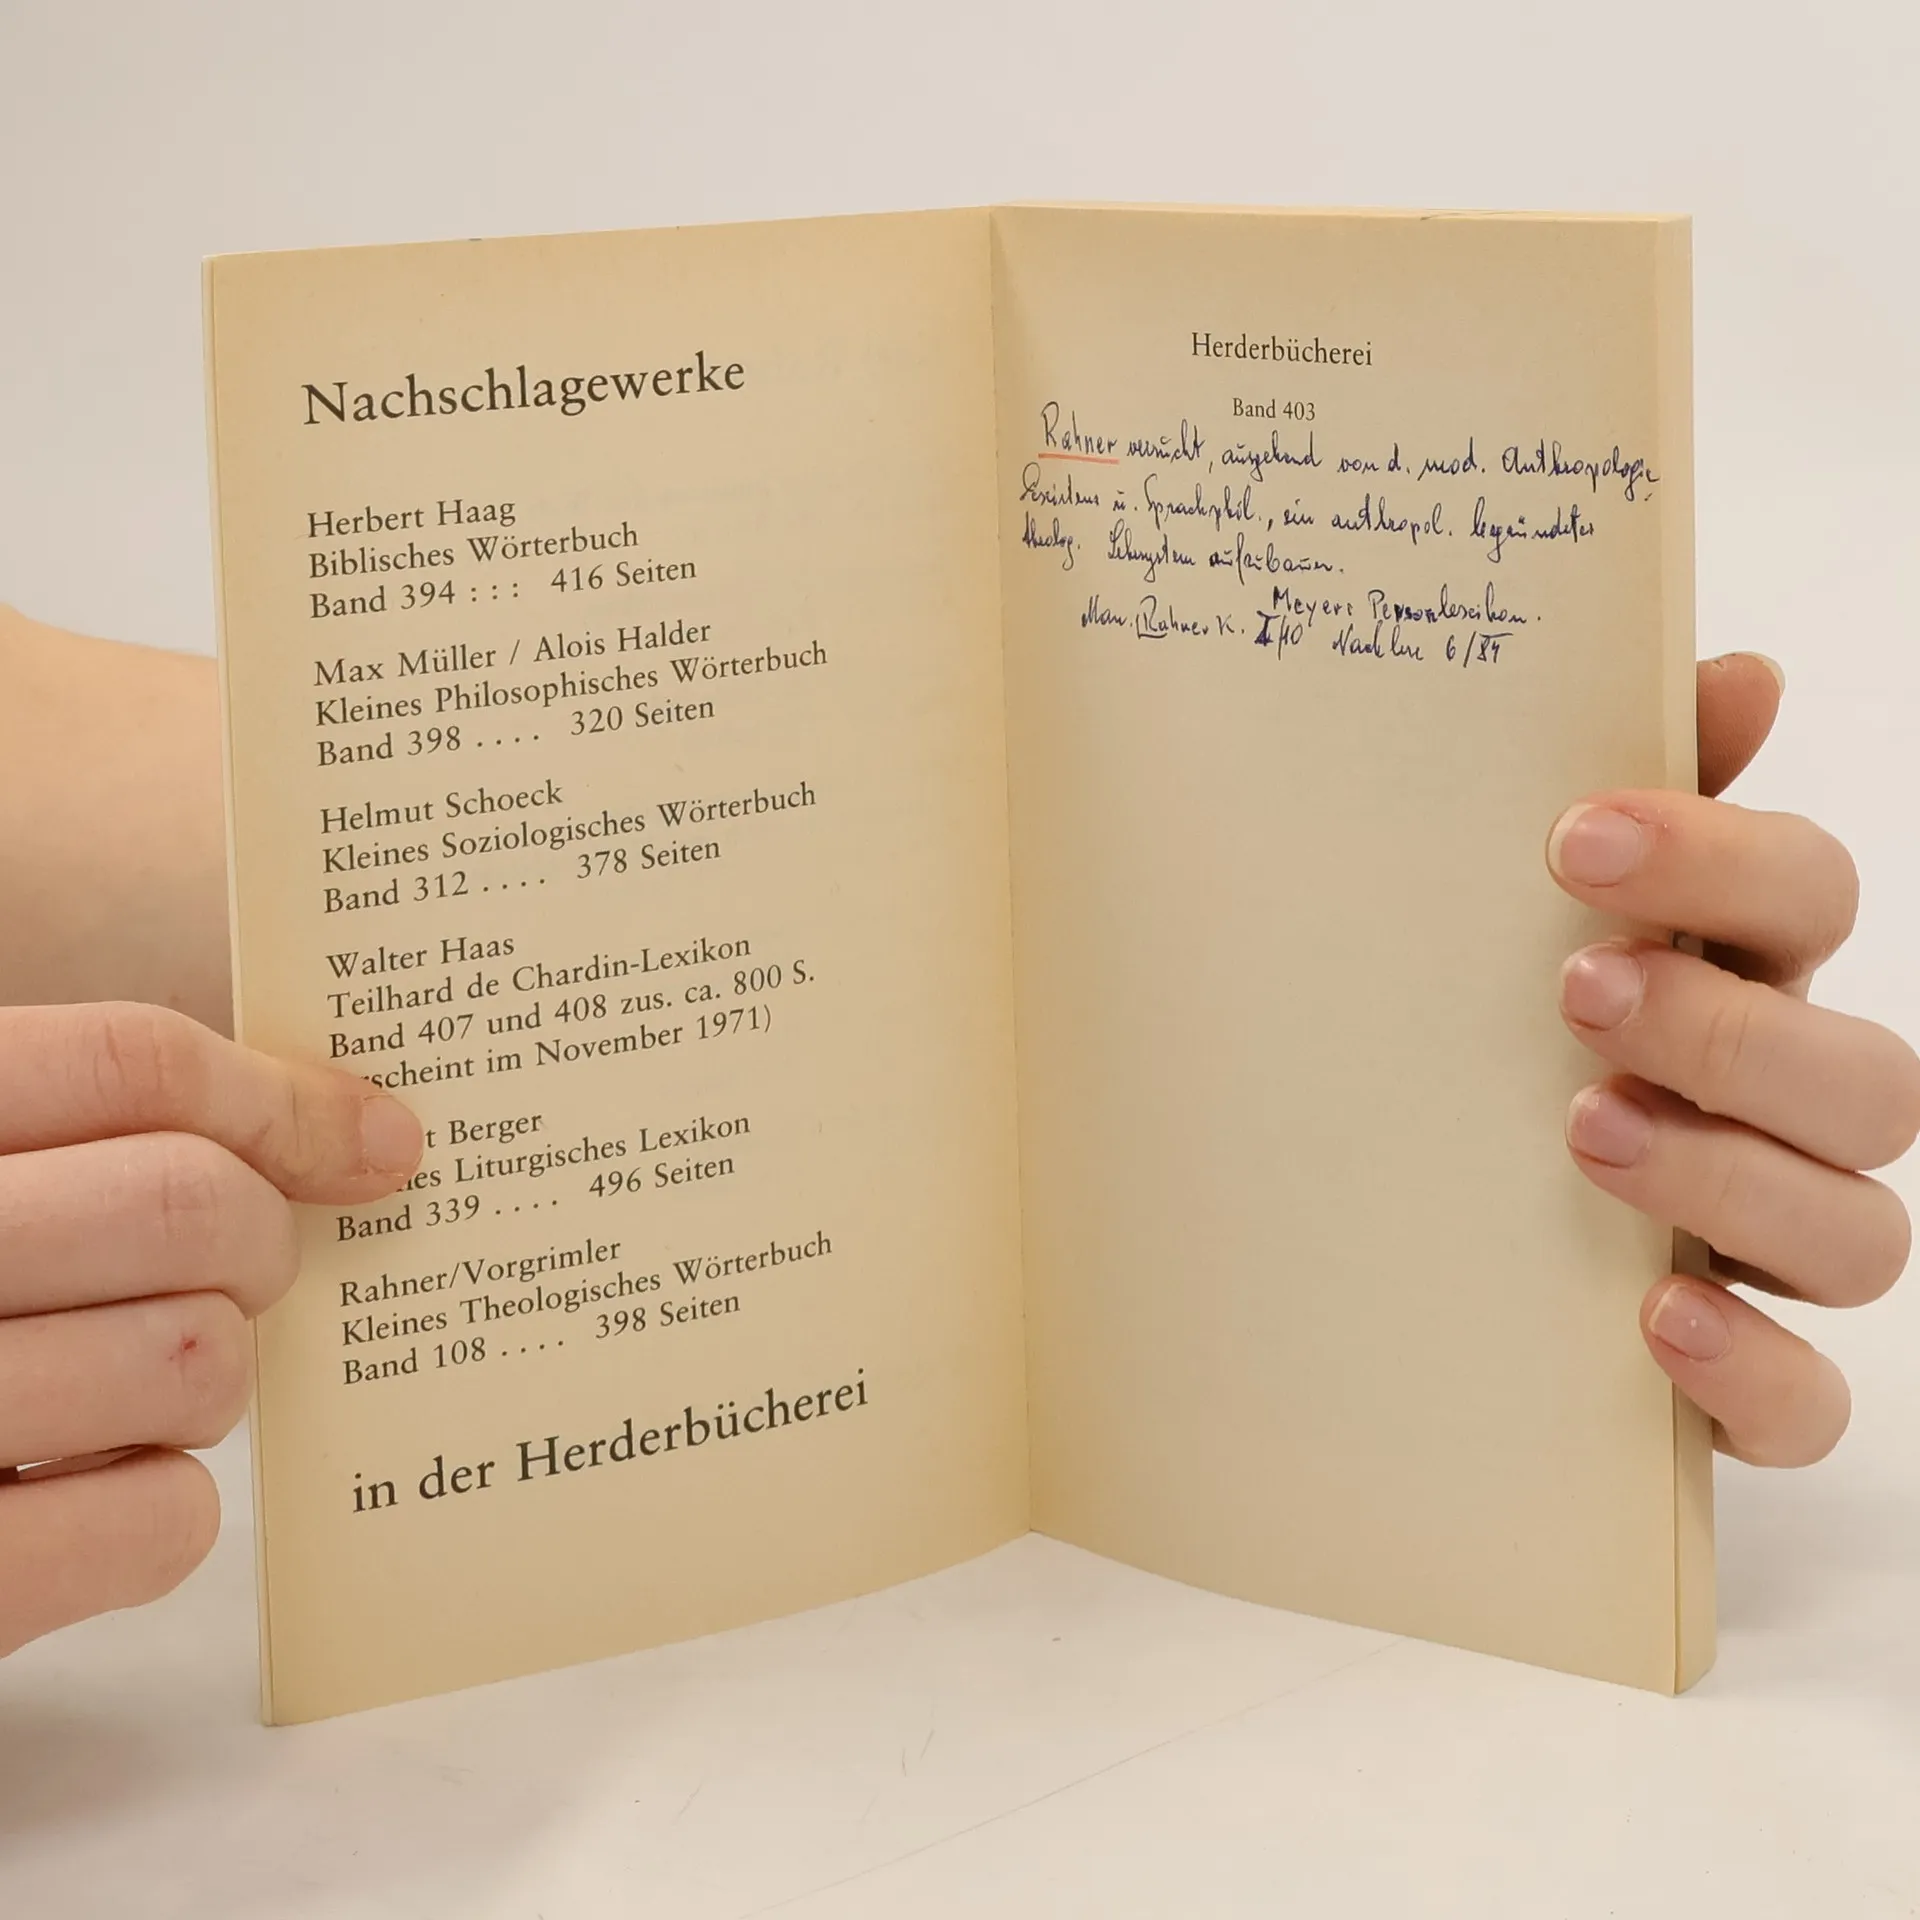 Nachschlagewerke
Herbert Haag
Biblisches Wörterbuch
Band 394 : : : 416 Seiten
Max Müller / Alois Halder
Kleines Philosophisches Wörterbuch
Band 398 . . . . 320 Seiten
Helmut Schoeck
Kleines Soziologisches Wörterbuch
Band 312 . . . . 378 Seiten
Walter Haas
Teilhard de Chardin-Lexikon
Band 407 und 408 zus. ca. 800 S.
scheint im November 1971)
t Berger
es Liturgisches Lexikon
Band 339 . . . . 496 Seiten
Rahner/Vorgrimler
Kleines Theologisches Wörterbuch
Band 108 . . . . 398 Seiten
in der Herderbücherei
Herderbücherei
Band 403
Rahner versucht, ausgehend von d. mod. Anthropologie
u. Sprachphil., ein anthropol. begründetes
theolog. Lehrsystem aufzubauen.
Meyers Personlexikon.
Rahner K. I/10 6/84